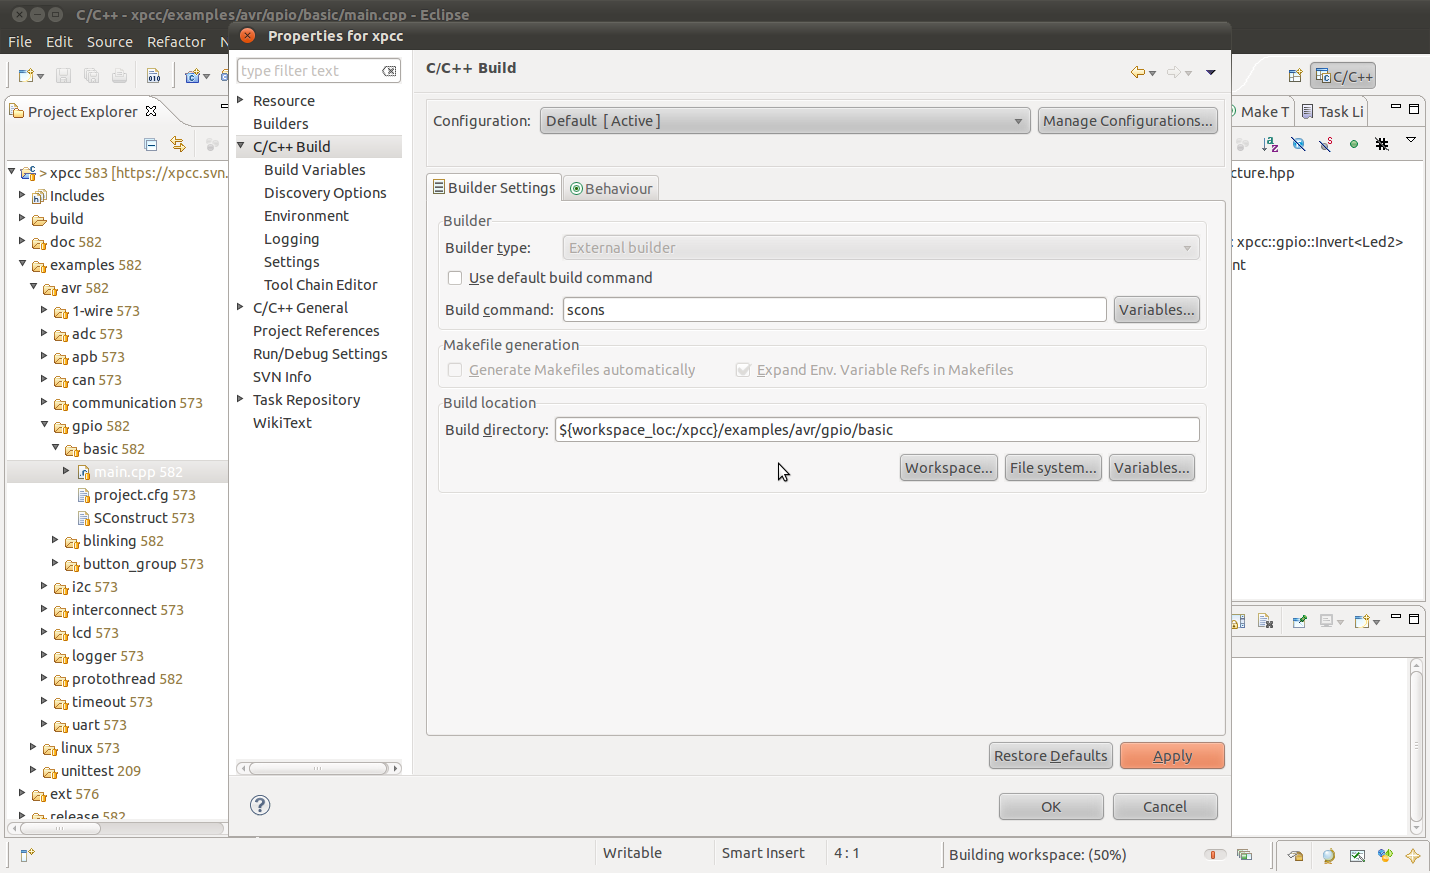 C/C++ - xpcc/examples/avr/gpio/basic/main.cpp - Eclipse
File Edit Source Refactor N
Properties for xpcc
type filter text
Resource
Builders
C/C++ Build
Build Variables
Discovery Options
Environment
Logging
Settings
Tool Chain Editor
C/C++ General
Project References
Run/Debug Settings
SVN Info
Task Repository
WikiText
Project Explorer
> xpcc 583 [https://xpcc.svn.
Includes
build
doc 582
examples 582
avr 582
1-wire 573
adc 573
apb 573
can 573
communication 573
gpio 582
basic 582
main.cpp 582
project.cfg 573
SConstruct 573
blinking 582
button_group 573
i2c 573
interconnect 573
lcd 573
logger 573
protothread 582
timeout 573
uart 573
linux 573
unittest 209
ext 576
release 582
C/C++ Build
Configuration: Default [ Active ] Manage Configurations...
Builder Settings Behaviour
Builder
Builder type: External builder
Use default build command
Build command: scons Variables...
Makefile generation
Generate Makefiles automatically Expand Env. Variable Refs in Makefiles
Build location
Build directory: ${workspace_loc:/xpcc}/examples/avr/gpio/basic
Workspace... File system... Variables...
Restore Defaults Apply
OK Cancel
C/C++
Make T Task Li
cture.hpp
: xpcc::gpio::Invert<Led2>
nt
Writable Smart Insert 4 : 1 Building workspace: (50%)